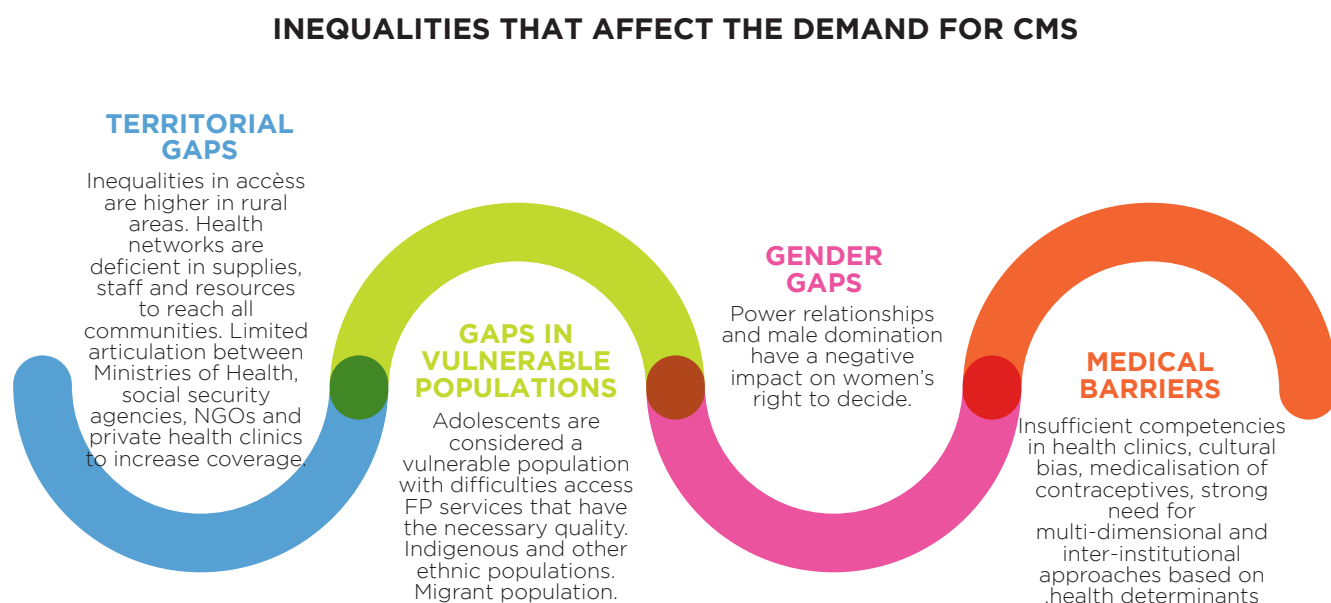 INEQUALITIES THAT AFFECT THE DEMAND FOR CMS
TERRITORIAL
GAPS
Inequalities in accèss
are higher in rural
areas. Health
networks are
deficient in supplies,
staff and resources
to reach all
communities. Limited
articulation between
Ministries of Health,
social security
agencies, NGOs and
private health clinics
to increase coverage.
GAPS IN
VULNERABLE
POPULATIONS
Adolescents are
considered a
vulnerable population
with difficulties access
FP services that have
the necessary quality.
Indigenous and other
ethnic populations.
Migrant population.
GENDER
GAPS
Power relationships
and male domination
have a negative
impact on women’s
right to decide.
MEDICAL
BARRIERS
Insufficient competencies
in health clinics, cultural
bias, medicalisation of
contraceptives, strong
need for
multi-dimensional and
inter-institutional
approaches based on
.health determinants